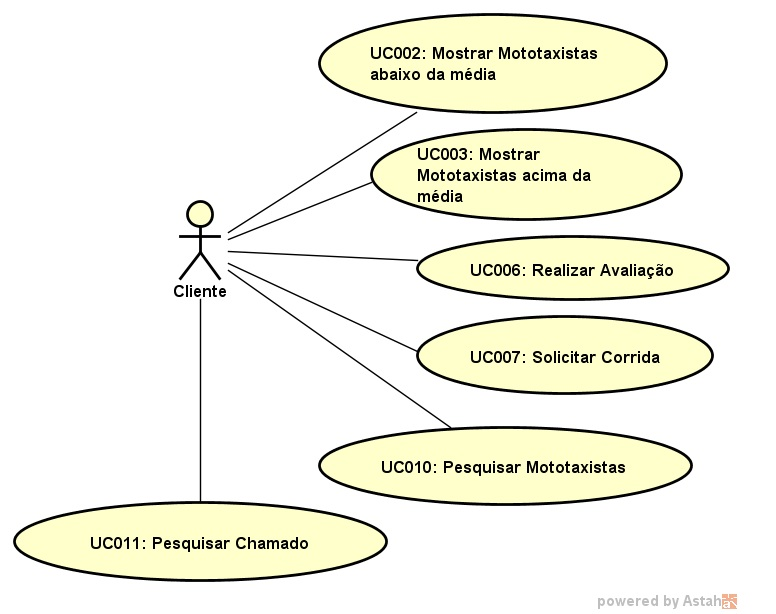 UC002: Mostrar Mototaxistas
abaixo da média
UC003: Mostrar
Mototaxistas acima da
média
UC006: Realizar Avaliação
Cliente
UC007: Solicitar Corrida
UC010: Pesquisar Mototaxistas
UC011: Pesquisar Chamado
powered by Astah